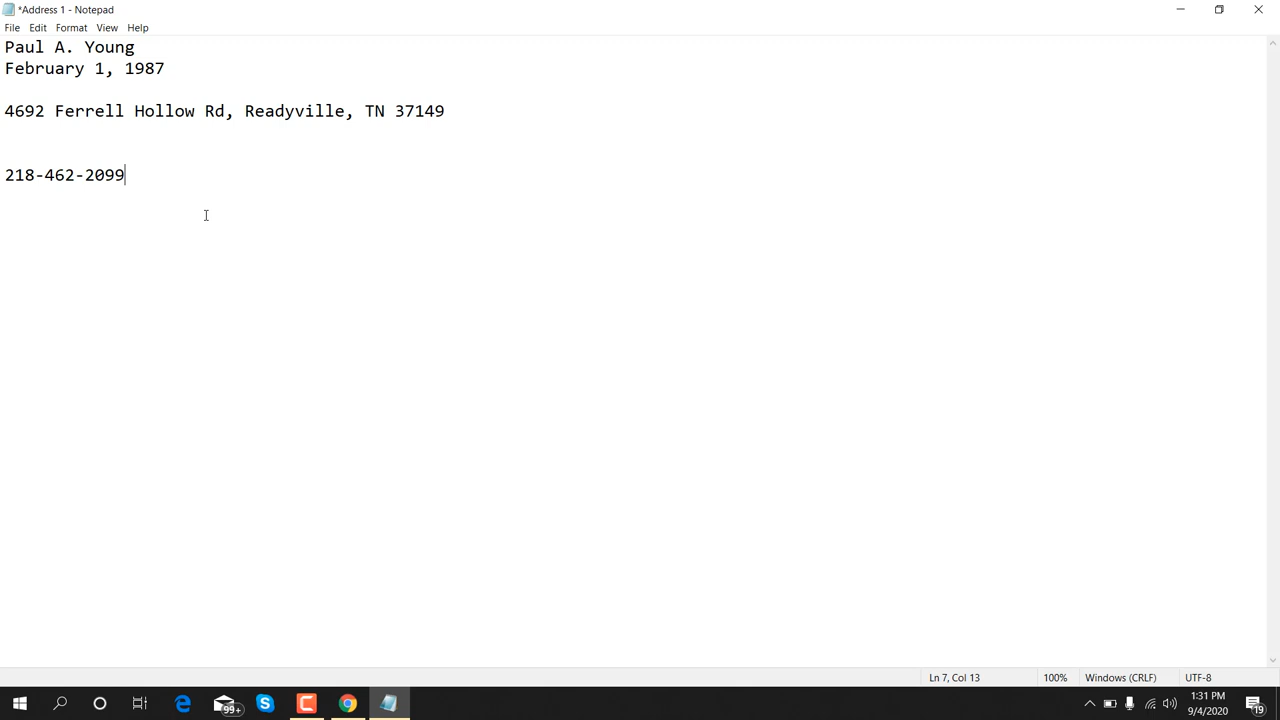 *Address 1 - Notepad
File Edit Format View Help
Paul A. Young
February 1, 1987
4692 Ferrell Hollow Rd, Readyville, TN 37149
218-462-2099
Ln 7, Col 13 100% Windows (CRLF) UTF-8
99+
1:31 PM
9/4/2020
19